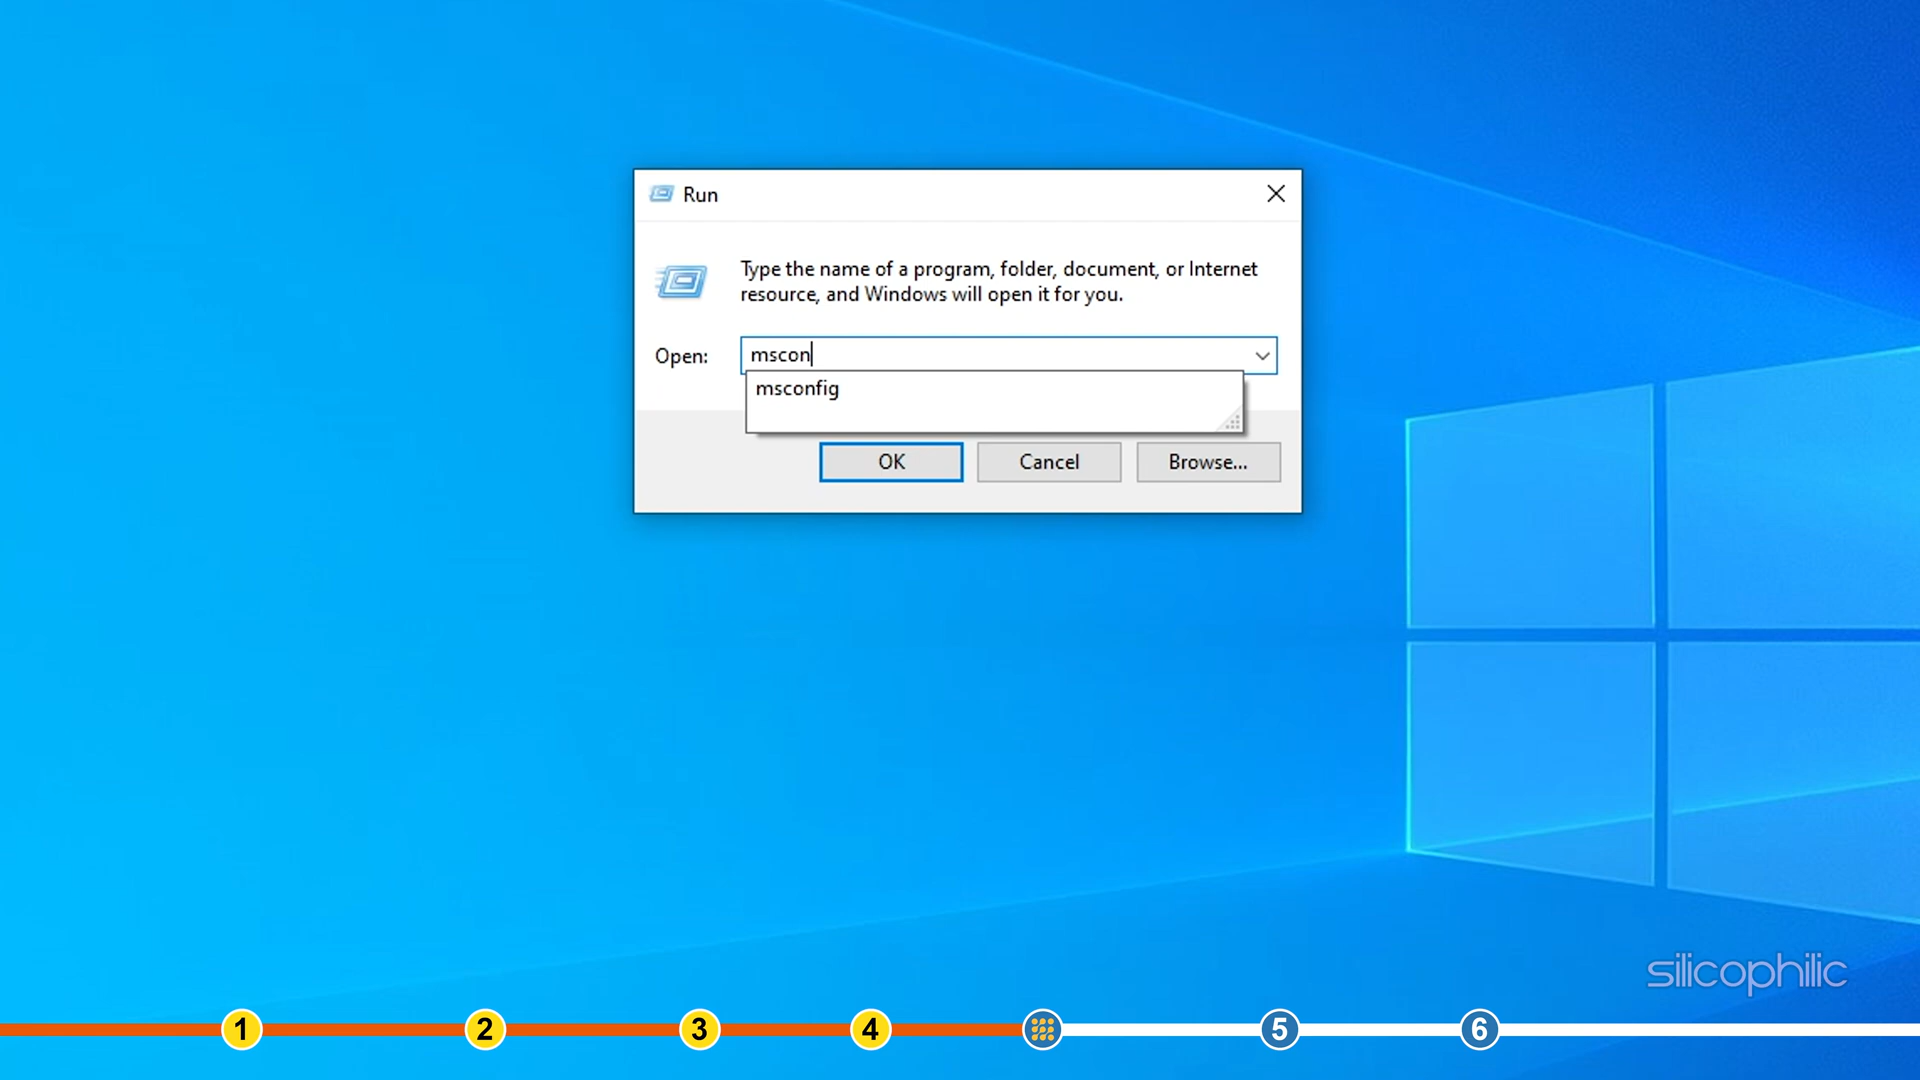 Run
Type the name of a program, folder, document, or Internet
resource, and Windows will open it for you.
Open:
mscon
msconfig
OK
Cancel
Browse...
silicophilic
1
2
3
4
5
6